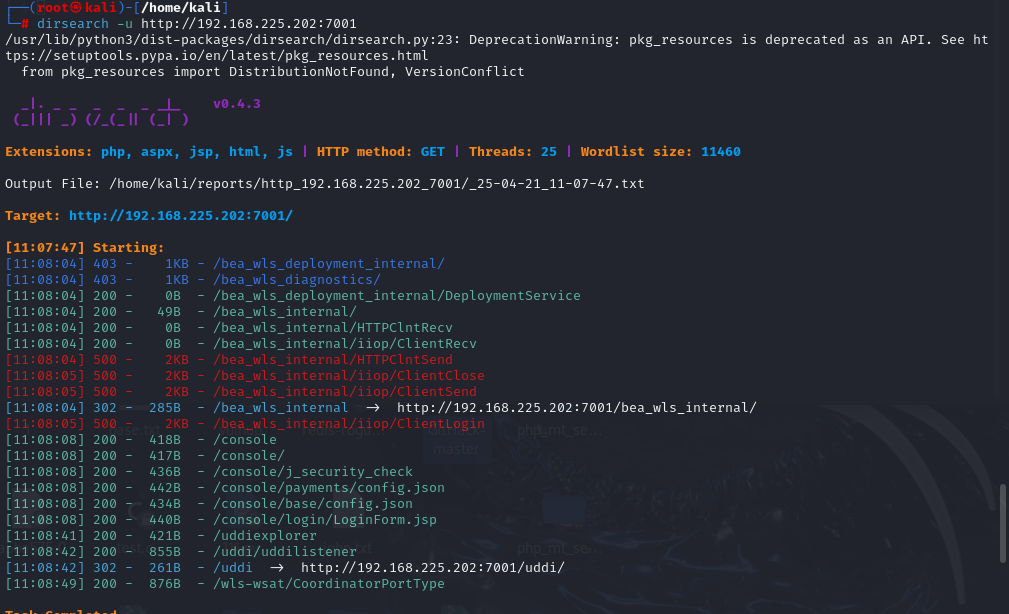 ┌──(root㉿kali)-[/home/kali]
└─# dirsearch -u http://192.168.225.202:7001
/usr/lib/python3/dist-packages/dirsearch/dirsearch.py:23: DeprecationWarning: pkg_resources is deprecated as an API. See ht
tps://setuptools.pypa.io/en/latest/pkg_resources.html
  from pkg_resources import DistributionNotFound, VersionConflict
  _|. _ _  _  _  _ _|_    v0.4.3
 (_||| _) (/_(_|| (_| )
Extensions: php, aspx, jsp, html, js | HTTP method: GET | Threads: 25 | Wordlist size: 11460
Output File: /home/kali/reports/http_192.168.225.202_7001/_25-04-21_11-07-47.txt
Target: http://192.168.225.202:7001/
[11:07:47] Starting:
[11:08:04] 403 -    1KB - /bea_wls_deployment_internal/
[11:08:04] 403 -    1KB - /bea_wls_diagnostics/
[11:08:04] 200 -    0B  - /bea_wls_deployment_internal/DeploymentService
[11:08:04] 200 -   49B  - /bea_wls_internal/
[11:08:04] 200 -    0B  - /bea_wls_internal/HTTPClntRecv
[11:08:04] 200 -    0B  - /bea_wls_internal/iiop/ClientRecv
[11:08:04] 500 -    2KB - /bea_wls_internal/HTTPClntSend
[11:08:05] 500 -    2KB - /bea_wls_internal/iiop/ClientClose
[11:08:05] 500 -    2KB - /bea_wls_internal/iiop/ClientSend
[11:08:04] 302 -  285B  - /bea_wls_internal  ->  http://192.168.225.202:7001/bea_wls_internal/
[11:08:05] 500 -    2KB - /bea_wls_internal/iiop/ClientLogin
[11:08:08] 200 -  418B  - /console
[11:08:08] 200 -  417B  - /console/
[11:08:08] 200 -  436B  - /console/j_security_check
[11:08:08] 200 -  442B  - /console/payments/config.json
[11:08:08] 200 -  434B  - /console/base/config.json
[11:08:08] 200 -  440B  - /console/login/LoginForm.jsp
[11:08:41] 200 -  421B  - /uddiexplorer
[11:08:42] 200 -  855B  - /uddi/uddilistener
[11:08:42] 302 -  261B  - /uddi  ->  http://192.168.225.202:7001/uddi/
[11:08:49] 200 -  876B  - /wls-wsat/CoordinatorPortType
Task Completed